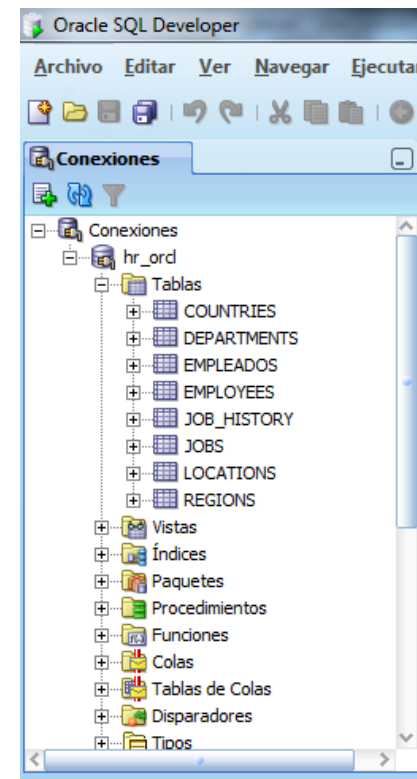 Oracle SQL Developer
Archivo Editar Ver Navegar Ejecutar
Conexiones
Conexiones
hr_orcl
Tablas
COUNTRIES
DEPARTMENTS
EMPLEADOS
EMPLOYEES
JOB_HISTORY
JOBS
LOCATIONS
REGIONS
Vistas
Índices
Paquetes
Procedimientos
Funciones
Colas
Tablas de Colas
Disparadores
Tipos